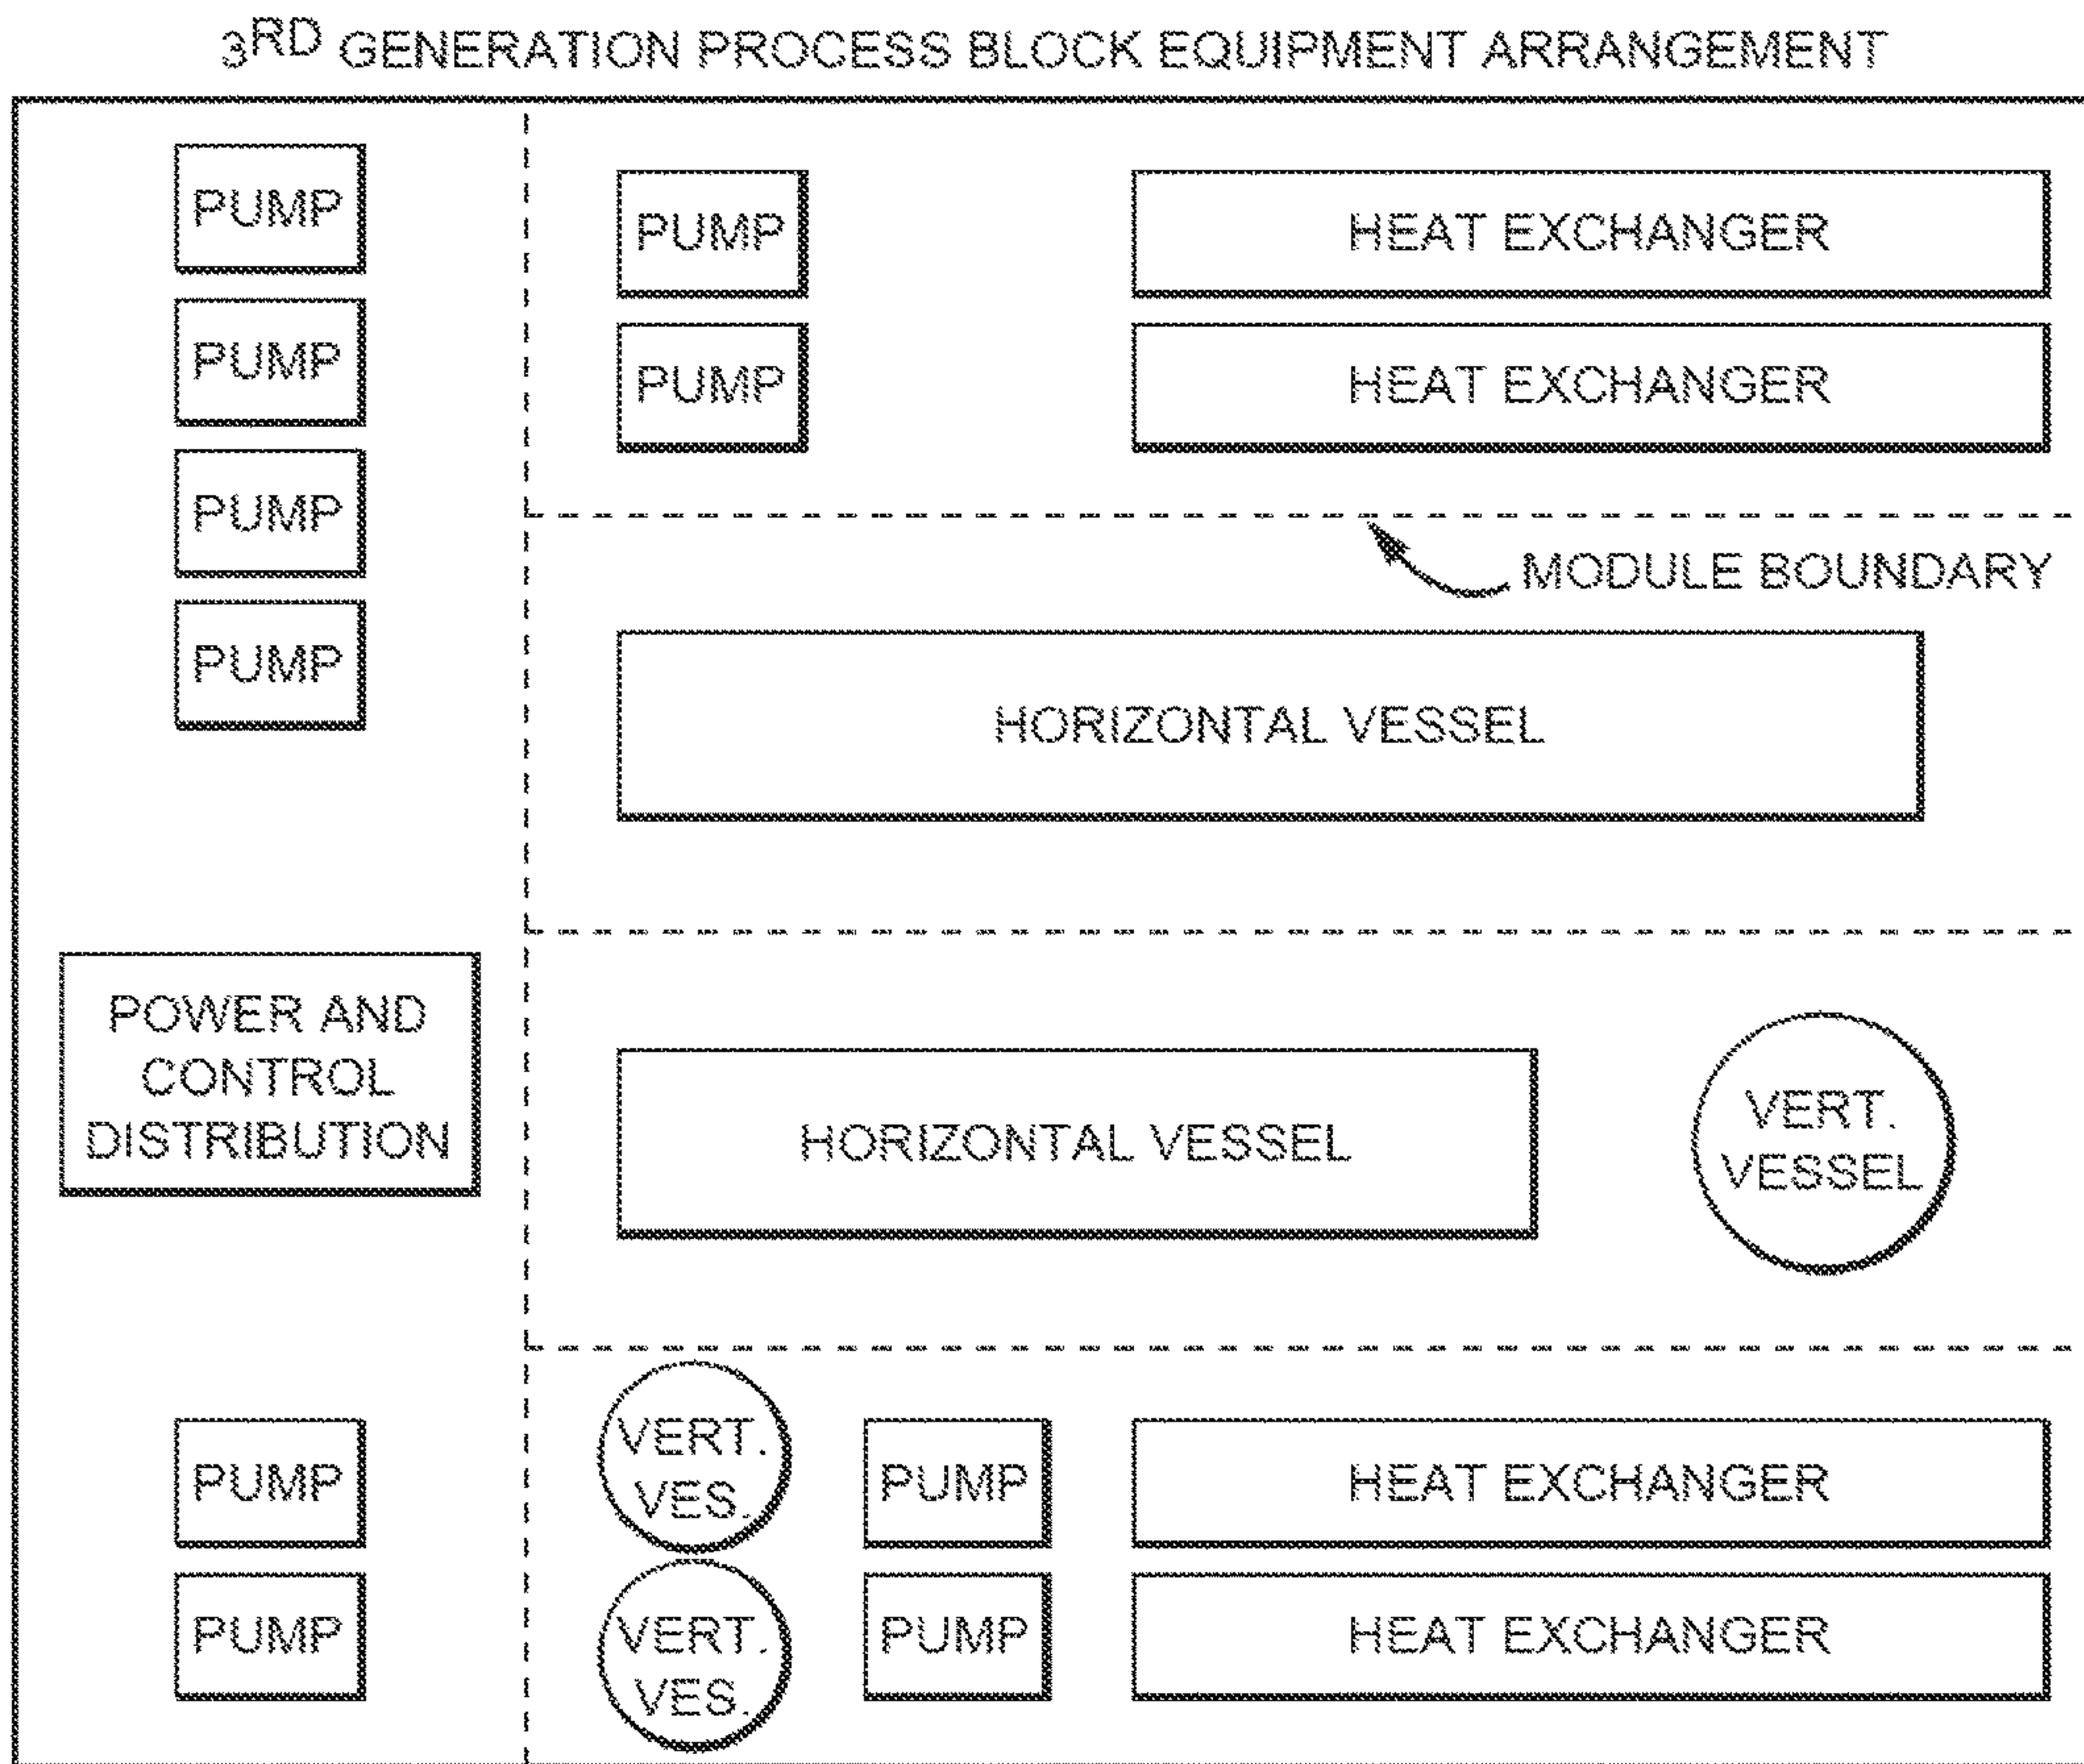 3RD GENERATION PROCESS BLOCK EQUIPMENT ARRANGEMENT
PUMP
PUMP
PUMP
PUMP
POWER AND
CONTROL
DISTRIBUTION
PUMP
PUMP
PUMP
HEAT EXCHANGER
PUMP
HEAT EXCHANGER
MODULE BOUNDARY
HORIZONTAL VESSEL
HORIZONTAL VESSEL
VERT.
VESSEL
VERT.
VES.
PUMP
HEAT EXCHANGER
VERT.
VES.
PUMP
HEAT EXCHANGER